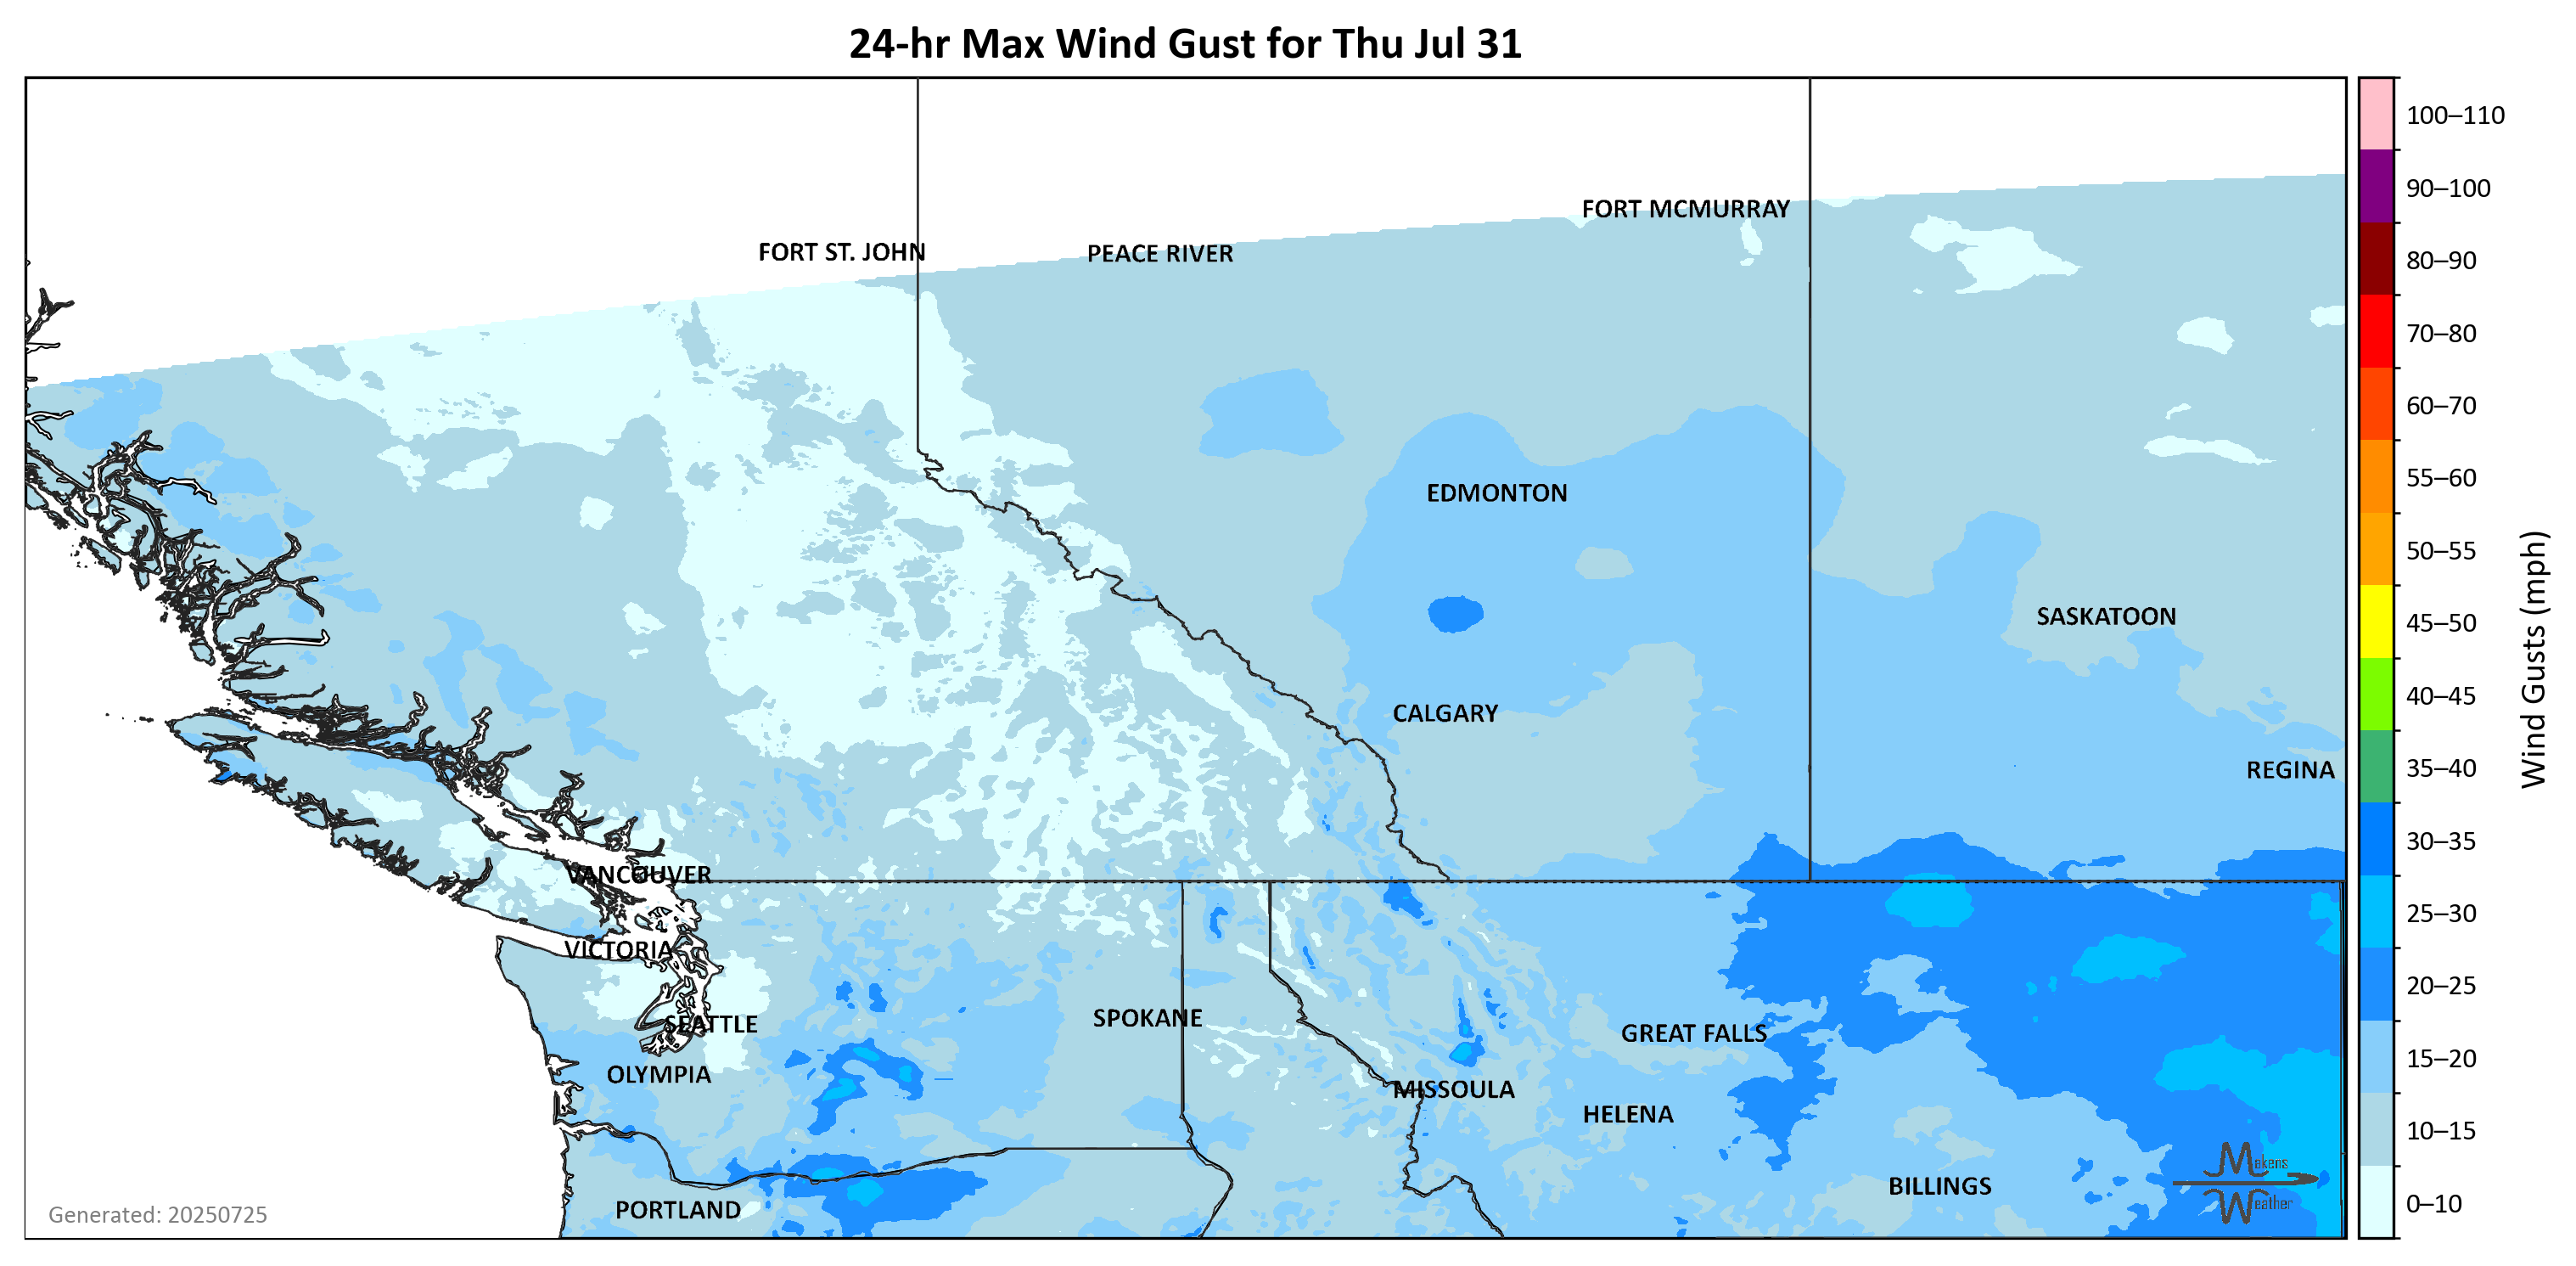 24-hr Max Wind Gust for Thu Jul 31
FORT MCMURRAY
FORT ST. JOHN
PEACE RIVER
EDMONTON
SASKATOON
CALGARY
REGINA
VANCOUVER
VICTORIA
SPOKANE
SEATTLE
GREAT FALLS
OLYMPIA
MISSOULA
HELENA
BILLINGS
PORTLAND
Makens
Weather
Generated: 20250725
100–110
90–100
80–90
70–80
60–70
55–60
50–55
45–50
40–45
35–40
30–35
25–30
20–25
15–20
10–15
0–10
Wind Gusts (mph)